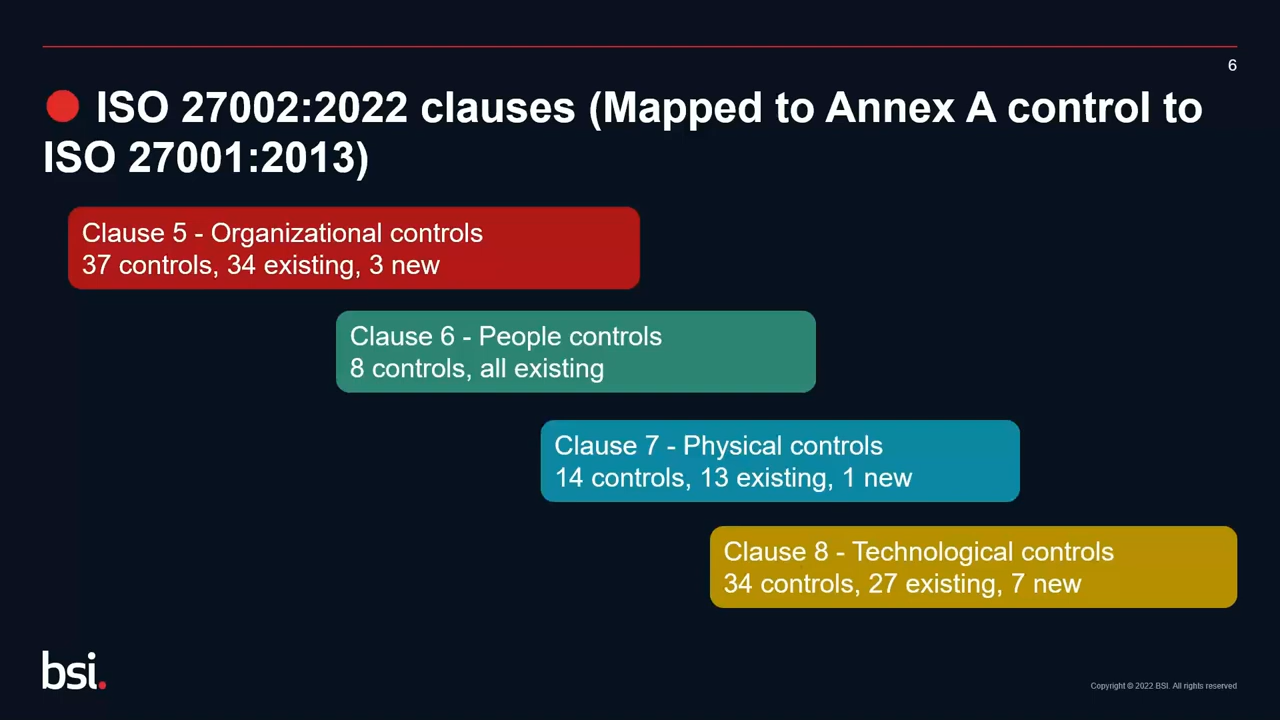 6
ISO 27002:2022 clauses (Mapped to Annex A control to
ISO 27001:2013)
Clause 5 - Organizational controls
37 controls, 34 existing, 3 new
Clause 6 - People controls
8 controls, all existing
Clause 7 - Physical controls
14 controls, 13 existing, 1 new
Clause 8 - Technological controls
34 controls, 27 existing, 7 new
bsi.
Copyright © 2022 BSI. All rights reserved